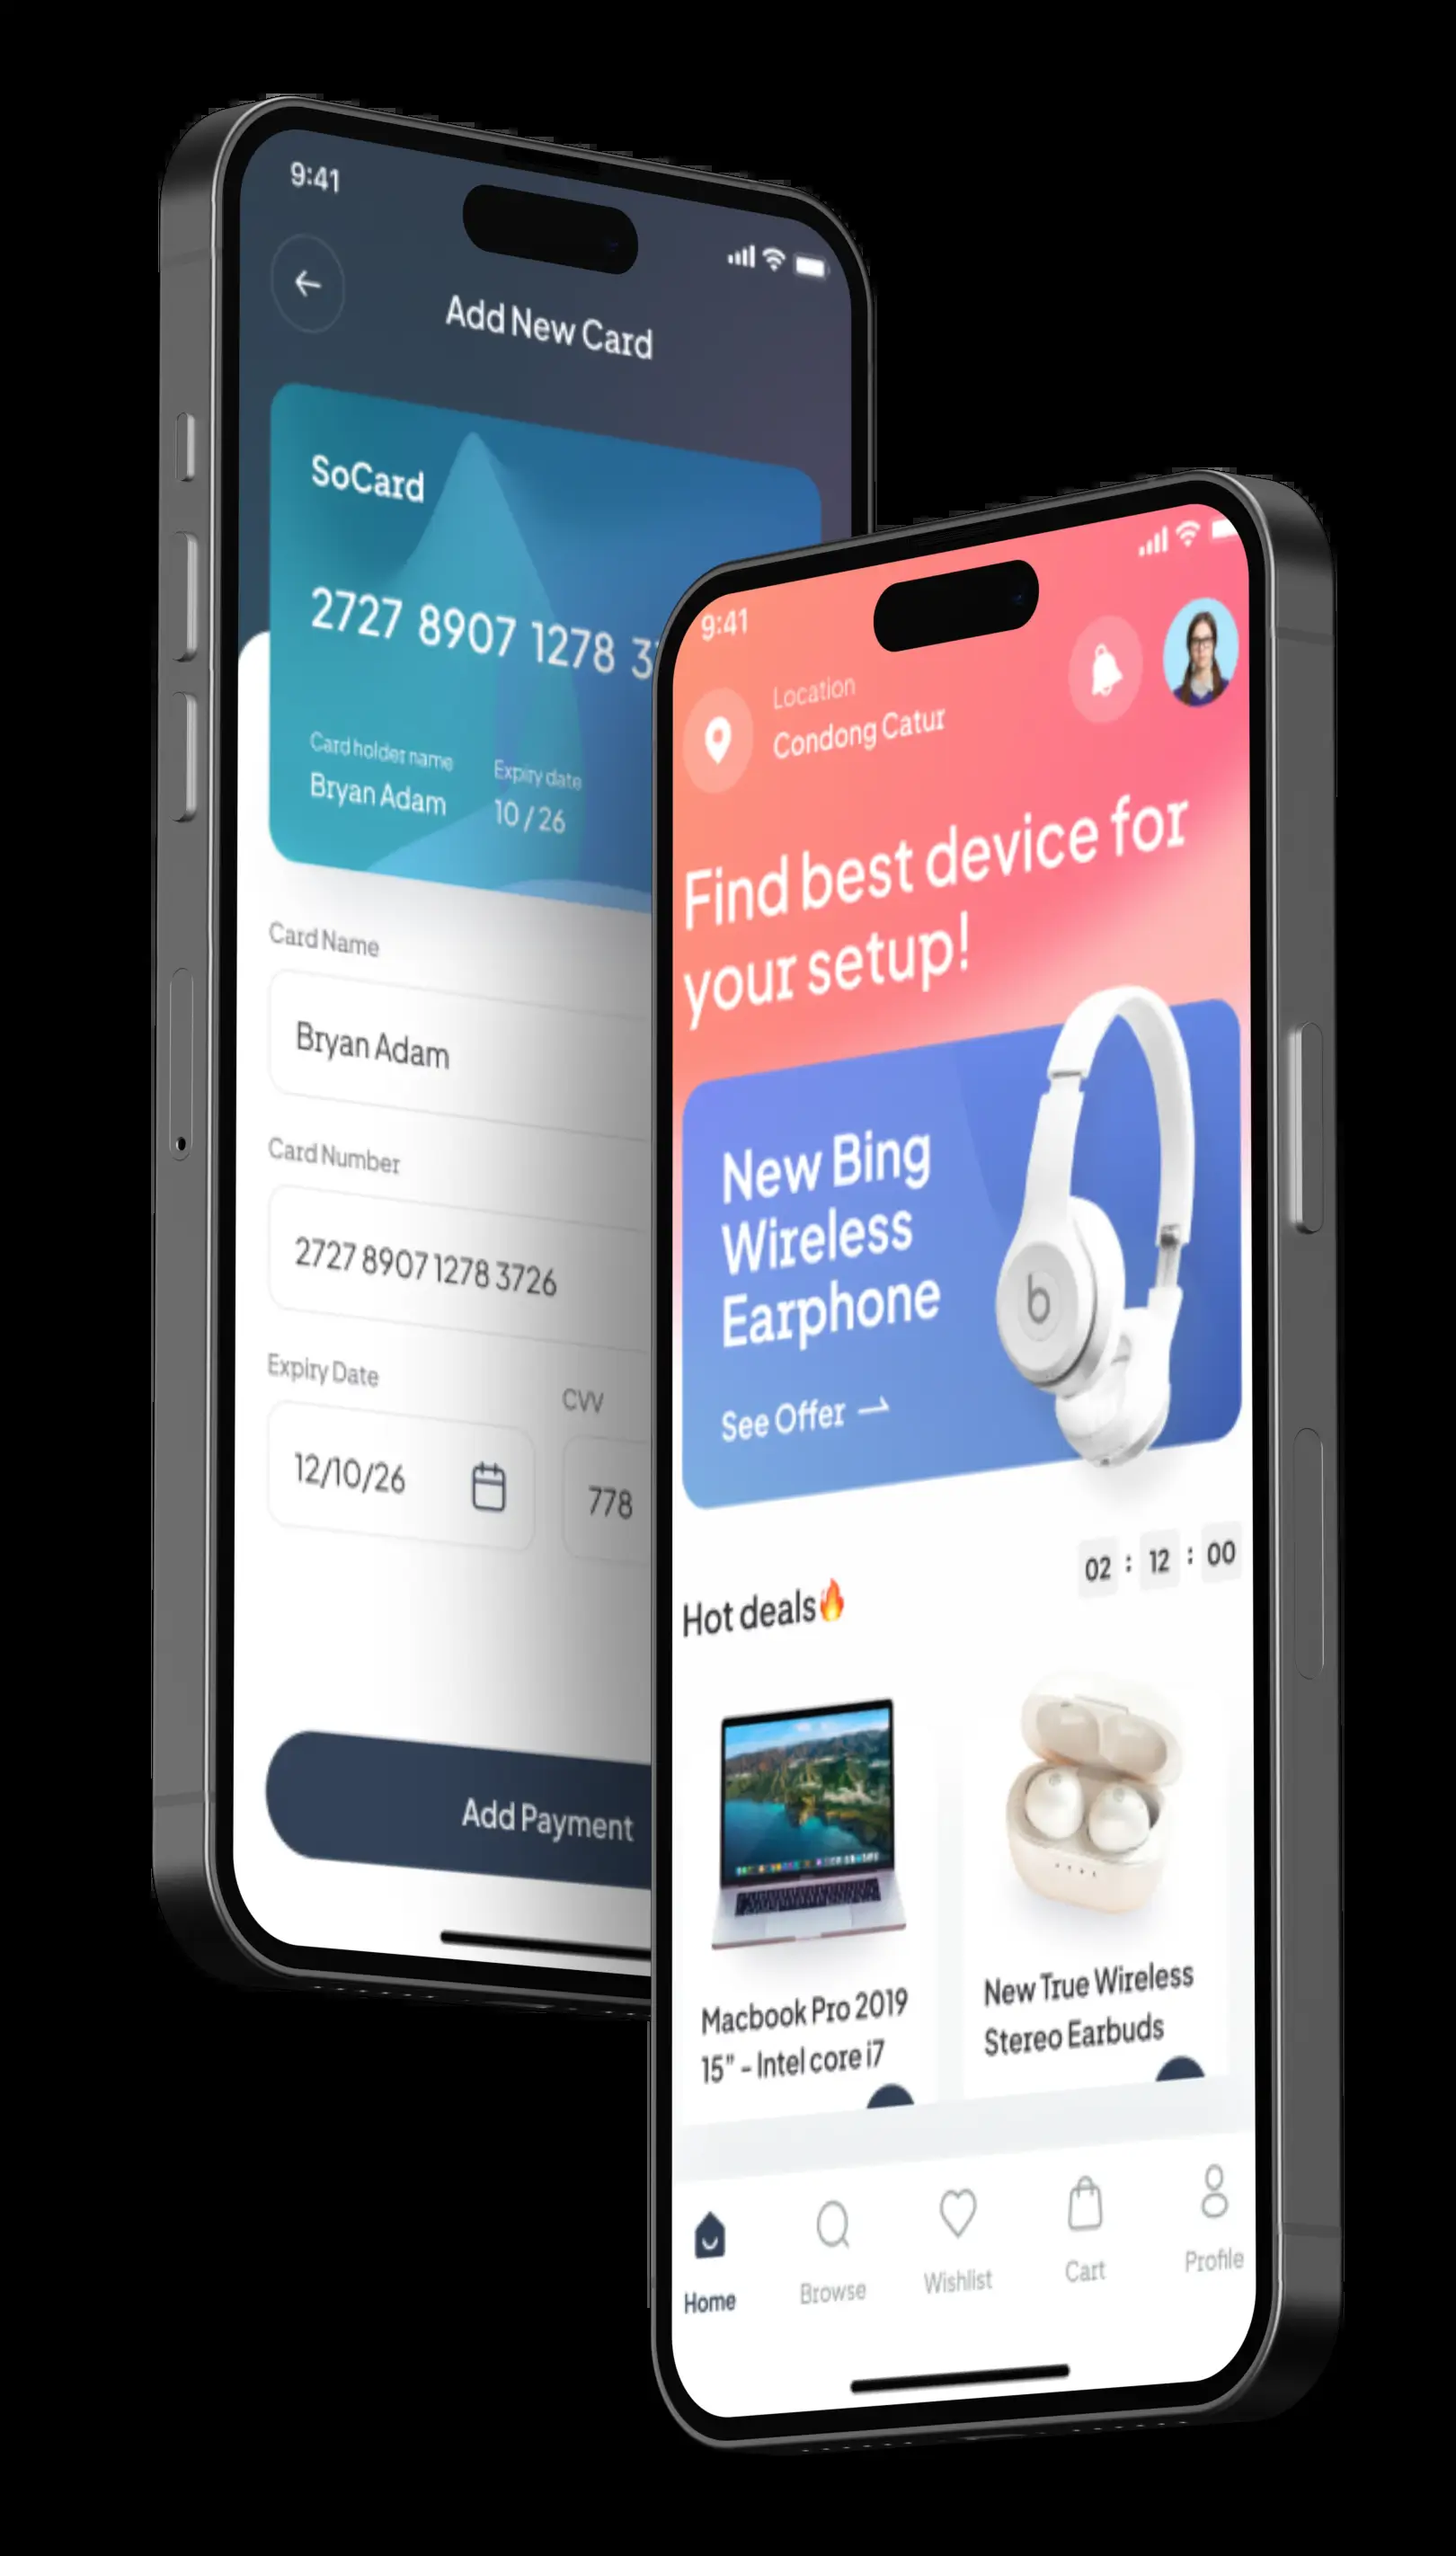 9:41
Add New Card
SoCard
2727 8907 1278 3
Card holder name
Bryan Adam
Expiry date
10 / 26
Card Name
Bryan Adam
Card Number
2727 8907 1278 3726
Expiry Date
12/10/26
CVV
778
Add Payment
9:41
Location
Condong Catur
Find best device for
your setup!
New Bing
Wireless
Earphone
See Offer
b
Hot deals🔥
02 : 12 : 00
Macbook Pro 2019
15” - Intel core i7
New True Wireless
Stereo Earbuds
Home
Browse
Wishlist
Cart
Profile